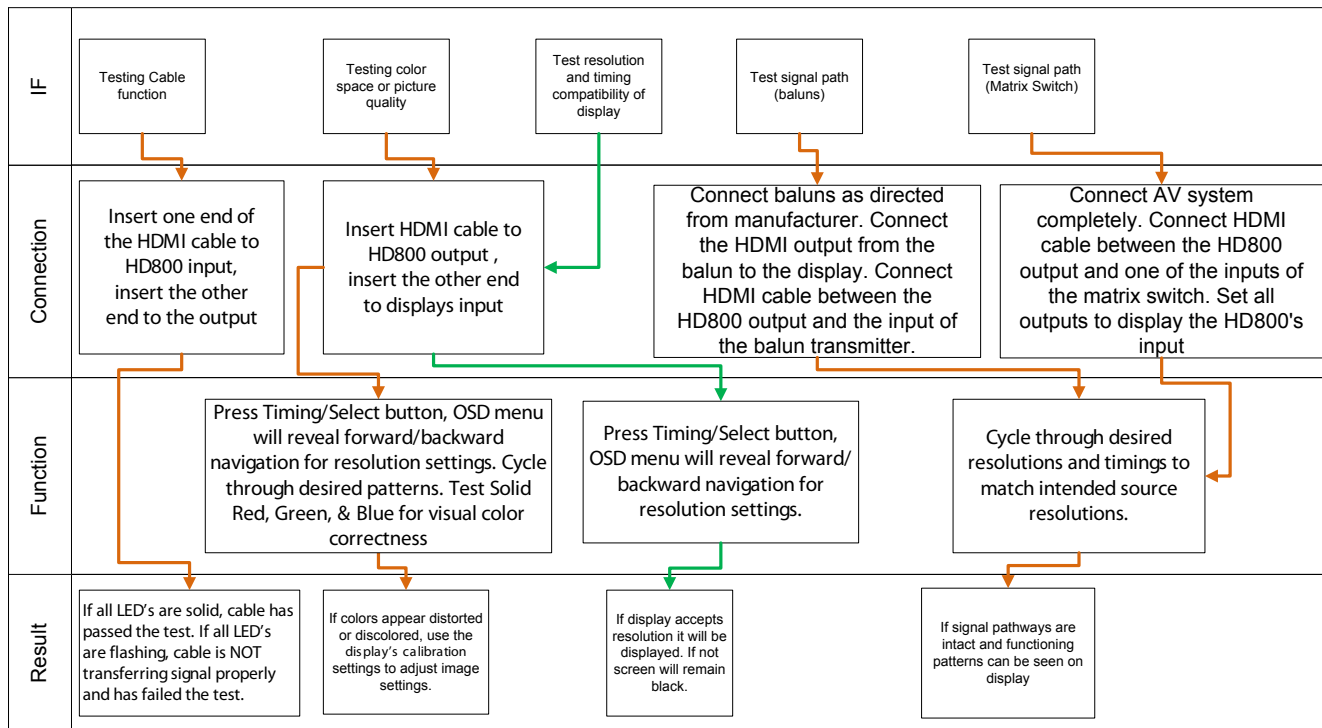 IF
Testing Cable
function
Testing color
space or picture
quality
Test resolution
and timing
compatibility of
display
Test signal path
(baluns)
Test signal path
(Matrix Switch)
Connection
Insert one end of
the HDMI cable to
HD800 input,
insert the other
end to the output
Insert HDMI cable to
HD800 output ,
insert the other end
to displays input
Connect baluns as directed
from manufacturer. Connect
the HDMI output from the
balun to the display. Connect
HDMI cable between the
HD800 output and the input of
the balun transmitter.
Connect AV system
completely. Connect HDMI
cable between the HD800
output and one of the inputs of
the matrix switch. Set all
outputs to display the HD800's
input
Function
Press Timing/Select button, OSD menu
will reveal forward/backward
navigation for resolution settings. Cycle
through desired patterns. Test Solid
Red, Green, & Blue for visual color
correctness
Press Timing/Select button,
OSD menu will reveal forward/
backward navigation for
resolution settings.
Cycle through desired
resolutions and timings to
match intended source
resolutions.
Result
If all LED's are solid, cable has
passed the test. If all LED's
are flashing, cable is NOT
transferring signal properly
and has failed the test.
If colors appear distorted
or discolored, use the
display's calibration
settings to adjust image
settings.
If display accepts
resolution it will be
displayed. If not
screen will remain
black.
If signal pathways are
intact and functioning
patterns can be seen on
display